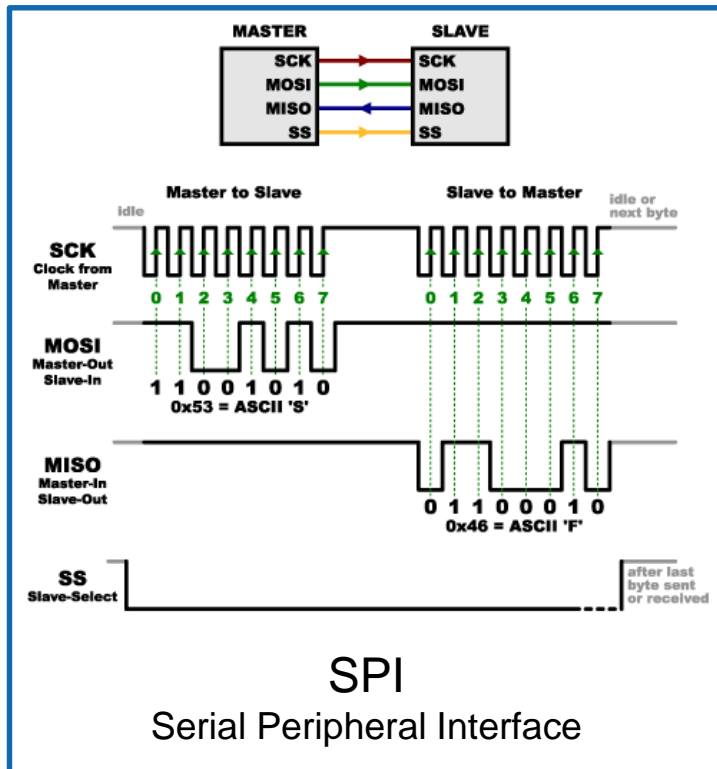 MASTER SLAVE
SCK SCK
MOSI MOSI
MISO MISO
SS SS
Master to Slave Slave to Master
idle
idle or
next byte
SCK
Clock from
Master
0 1 2 3 4 5 6 7 0 1 2 3 4 5 6 7
MOSI
Master-Out
Slave-In
1 1 0 0 1 0 1 0
0x53 = ASCII 'S'
MISO
Master-In
Slave-Out
0 1 1 0 0 0 1 0
0x46 = ASCII 'F'
SS
Slave-Select
after last
byte sent
or received
SPI
Serial Peripheral Interface